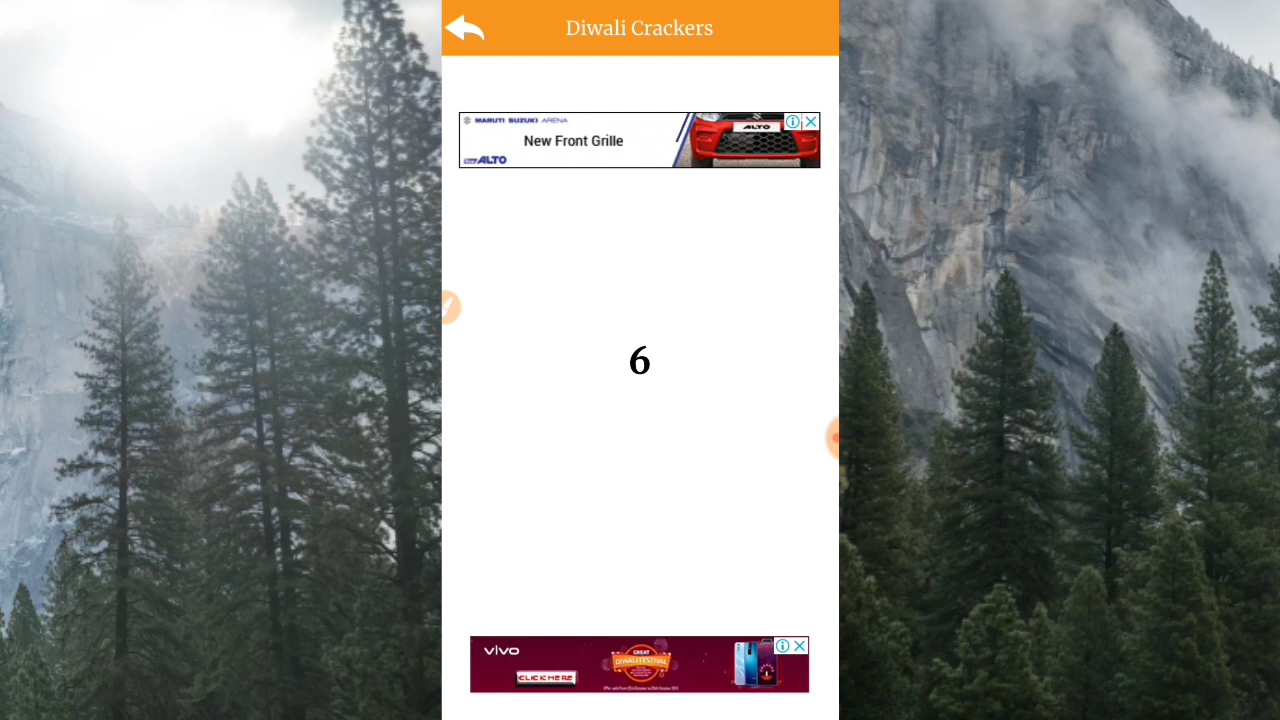 Diwali Crackers
MARUTI SUZUKI ARENA
New Front Grille
ALTO
ALTO
6
vivo
GREAT
DIWALI FESTIVAL
CLICK HERE